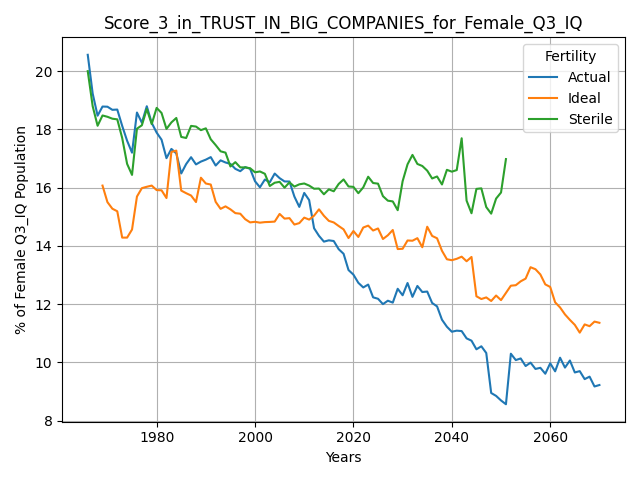 Score_3_in_TRUST_IN_BIG_COMPANIES_for_Female_Q3_IQ
Fertility
Actual
Ideal
Sterile
% of Female Q3_IQ Population
20
18
16
14
12
10
8
1980
2000
2020
2040
2060
Years